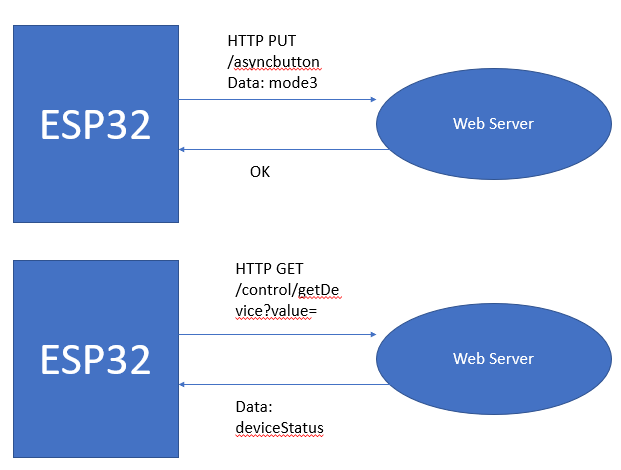 HTTP PUT
/asyncbutton
Data: mode3
ESP32
Web Server
OK
HTTP GET
/control/getDe
vice?value=
ESP32
Web Server
Data:
deviceStatus